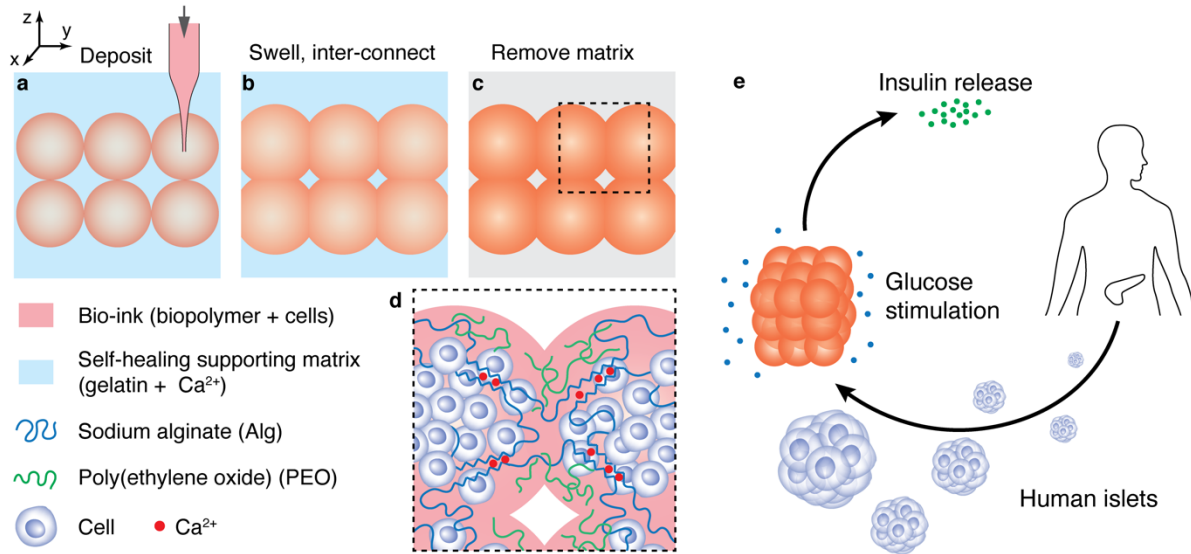 z
y
x
Deposit
Swell, inter-connect
Remove matrix
a
b
c
Bio-ink (biopolymer + cells)
Self-healing supporting matrix
(gelatin + Ca²⁺)
Sodium alginate (Alg)
Poly(ethylene oxide) (PEO)
Cell
Ca²⁺
d
e
Insulin release
Glucose
stimulation
Human islets